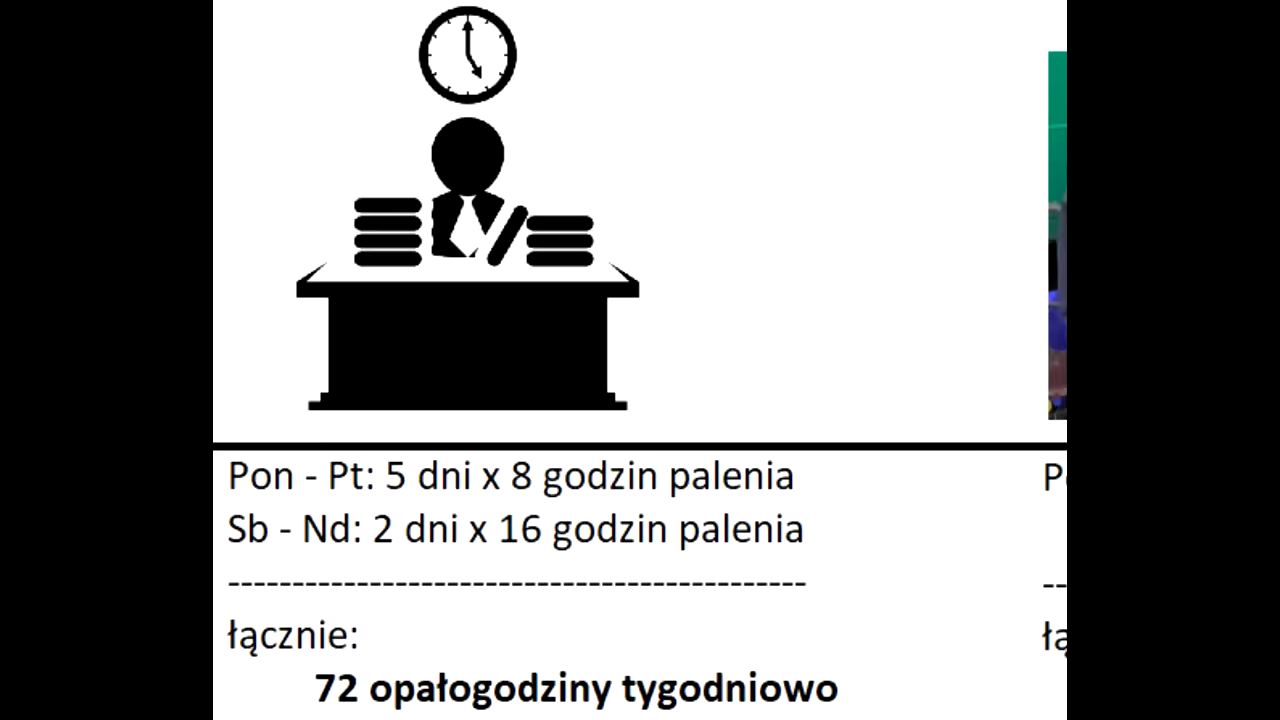 Pon - Pt: 5 dni x 8 godzin palenia
Sb - Nd: 2 dni x 16 godzin palenia
---------------------------------------------
łącznie:
72 opałogodziny tygodniowo